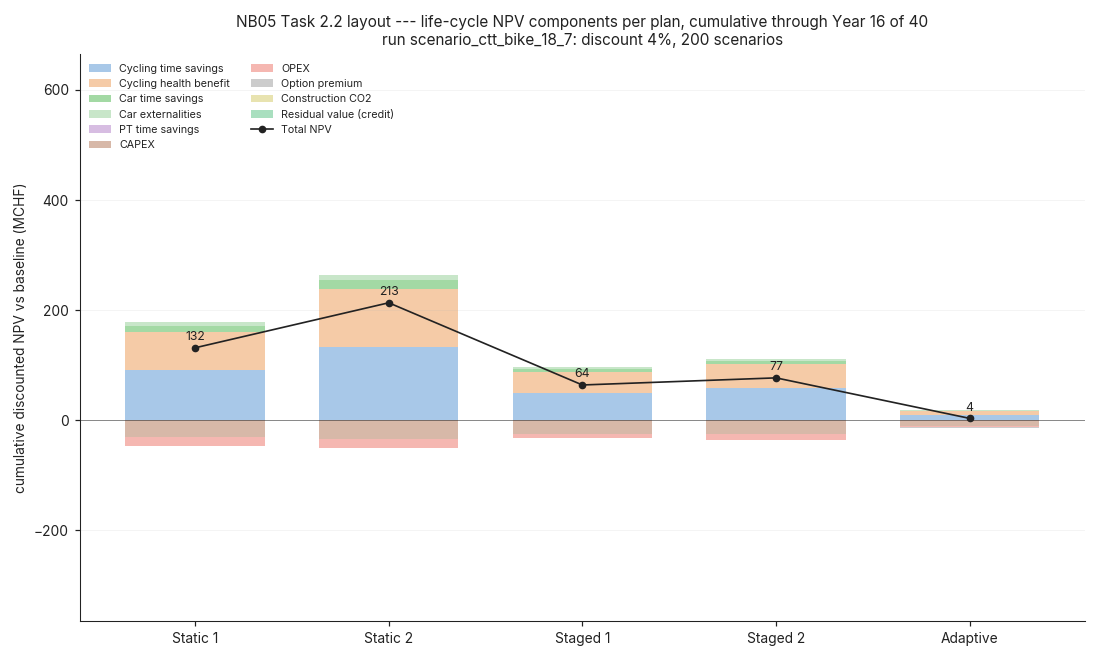 NB05 Task 2.2 layout --- life-cycle NPV components per plan, cumulative through Year 16 of 40
run scenario_ctt_bike_18_7: discount 4%, 200 scenarios
Cycling time savings
Cycling health benefit
Car time savings
Car externalities
PT time savings
CAPEX
OPEX
Option premium
Construction CO2
Residual value (credit)
Total NPV
cumulative discounted NPV vs baseline (MCHF)
600
400
200
0
−200
132
213
64
77
4
Static 1
Static 2
Staged 1
Staged 2
Adaptive